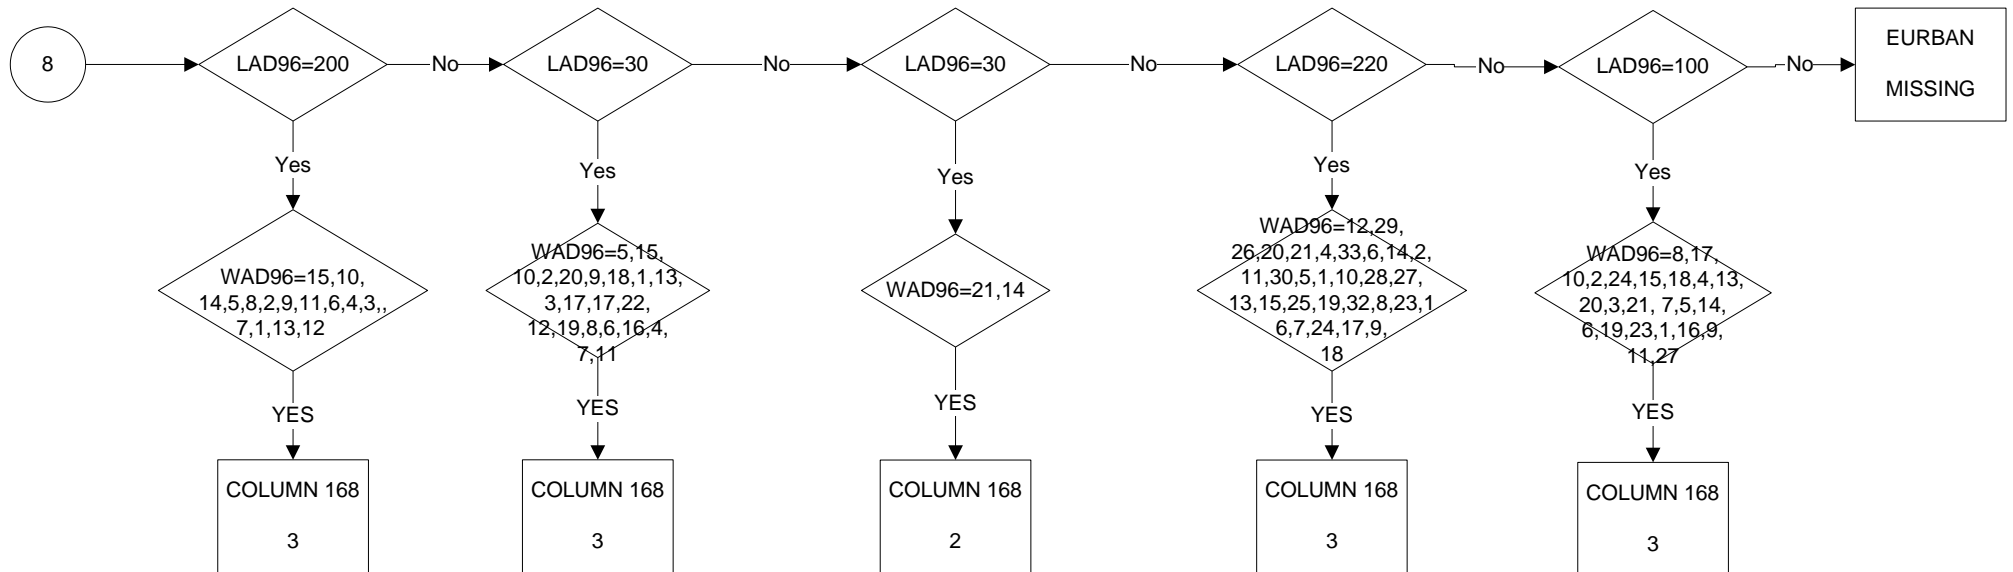 8
LAD96=200
No
LAD96=30
No
LAD96=30
No
LAD96=220
No
LAD96=100
No
EURBAN
MISSING
Yes
Yes
Yes
Yes
Yes
WAD96=15,10,
14,5,8,2,9,11,6,4,3,,
7,1,13,12
WAD96=5,15,
10,2,20,9,18,1,13,
3,17,17,22,
12,19,8,6,16,4,
7,11
WAD96=21,14
WAD96=12,29,
26,20,21,4,33,6,14,2,
11,30,5,1,10,28,27,
13,15,25,19,32,8,23,1
6,7,24,17,9,
18
WAD96=8,17,
10,2,24,15,18,4,13,
20,3,21, 7,5,14,
6,19,23,1,16,9,
11,27
YES
YES
YES
YES
YES
COLUMN 168
3
COLUMN 168
3
COLUMN 168
2
COLUMN 168
3
COLUMN 168
3